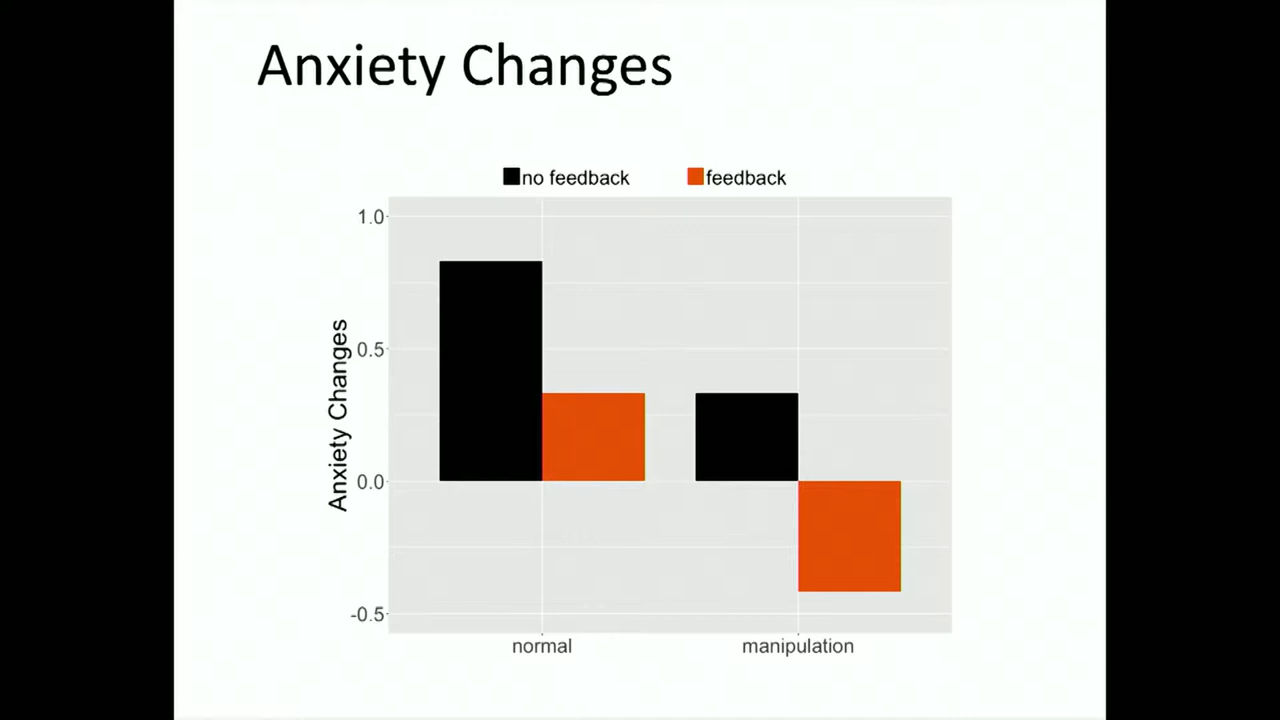 Anxiety Changes
no feedback feedback
1.0
0.5
0.0
-0.5
Anxiety Changes
normal manipulation